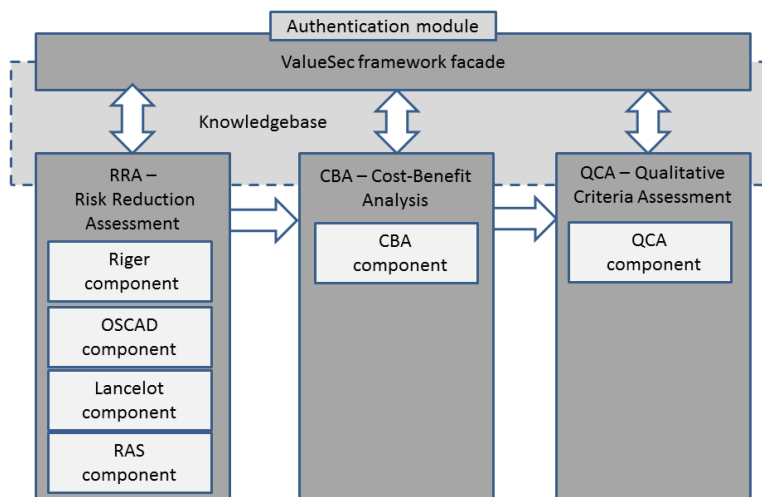 Authentication module
ValueSec framework facade
Knowledgebase
RRA –
Risk Reduction
Assessment
Riger
component
OSCAD
component
Lancelot
component
RAS
component
CBA – Cost-Benefit
Analysis
CBA
component
QCA – Qualitative
Criteria Assessment
QCA
component